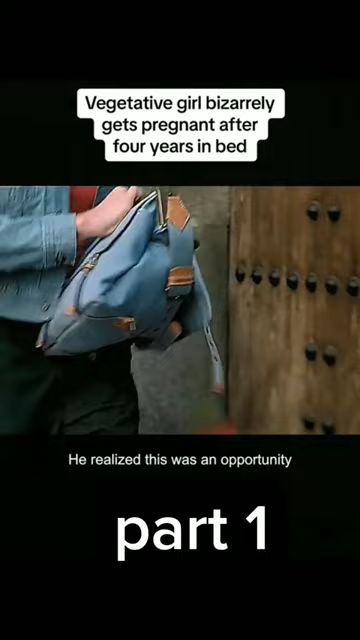 Vegetative girl bizarrely
gets pregnant after
four years in bed
He realized this was an opportunity
part 1